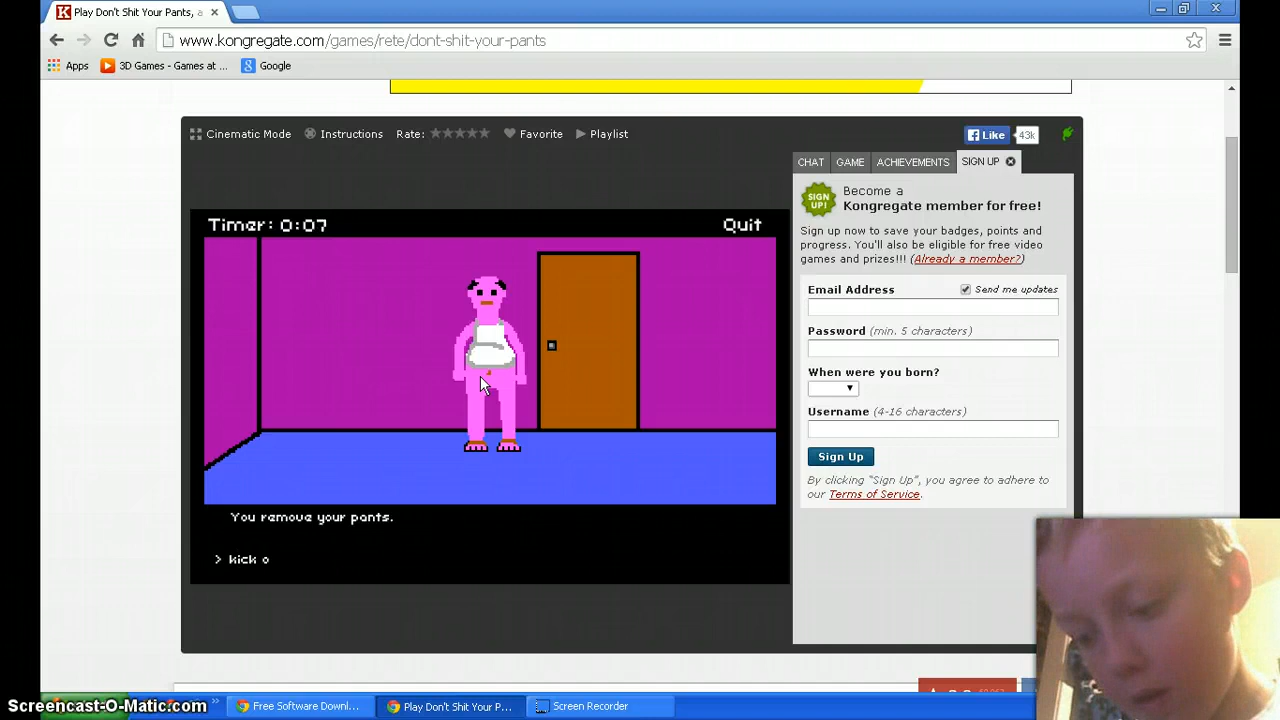 Play Don't Shit Your Pants, a
www.kongregate.com/games/rete/dont-shit-your-pants
Apps 3D Games - Games at ... Google
Cinematic Mode Instructions Rate: Favorite Playlist Like 43k
CHAT GAME ACHIEVEMENTS SIGN UP
Timer: 0:07 Quit
SIGN UP!
Become a
Kongregate member for free!
Sign up now to save your badges, points and
progress. You'll also be eligible for free video
games and prizes!!! (Already a member?)
Email Address Send me updates
Password (min. 5 characters)
When were you born?
Username (4-16 characters)
Sign Up
By clicking "Sign Up", you agree to adhere to
our Terms of Service.
You remove your pants.
> kick o
Screencast-O-Matic.com
Free Software Downl...
Play Don't Shit Your P...
Screen Recorder